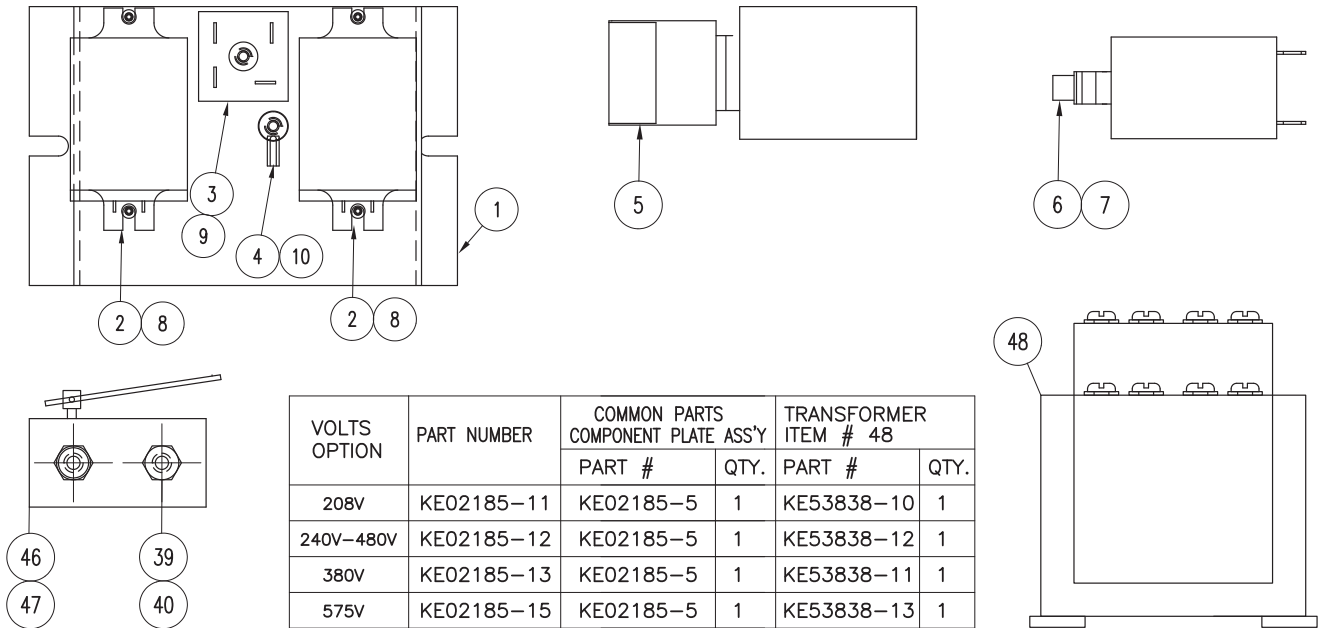 3
9
4 10
1
2 8
2 8
5
6 7
48
46
47
39
40
VOLTS OPTION PART NUMBER COMMON PARTS COMPONENT PLATE ASS'Y TRANSFORMER ITEM # 48
PART # QTY. PART # QTY.
208V KE02185-11 KE02185-5 1 KE53838-10 1
240V-480V KE02185-12 KE02185-5 1 KE53838-12 1
380V KE02185-13 KE02185-5 1 KE53838-11 1
575V KE02185-15 KE02185-5 1 KE53838-13 1